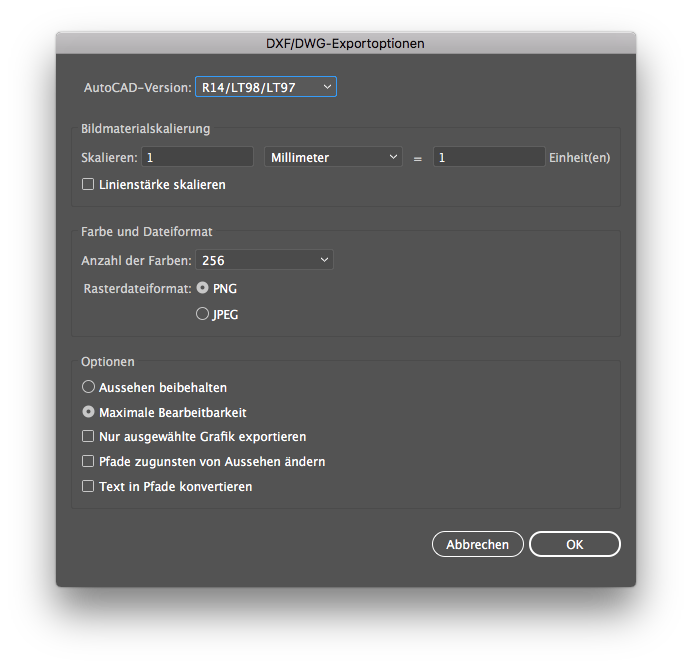 DXF/DWG-Exportoptionen
AutoCAD-Version: R14/LT98/LT97
Bildmaterialskalierung
Skalieren: 1 Millimeter = 1 Einheit(en)
Linienstärke skalieren
Farbe und Dateiformat
Anzahl der Farben: 256
Rasterdateiformat: PNG
JPEG
Optionen
Aussehen beibehalten
Maximale Bearbeitbarkeit
Nur ausgewählte Grafik exportieren
Pfade zugunsten von Aussehen ändern
Text in Pfade konvertieren
Abbrechen OK